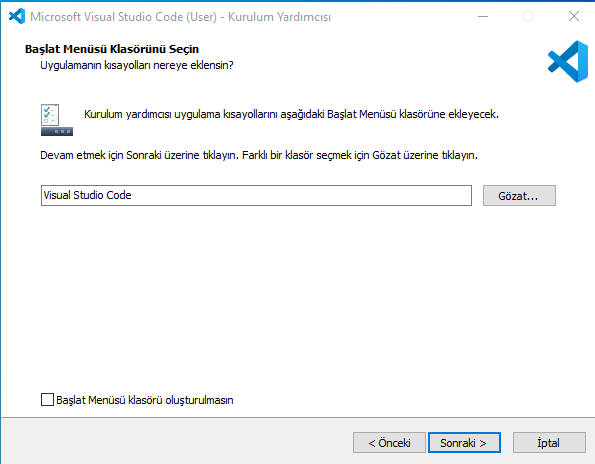 Microsoft Visual Studio Code (User) - Kurulum Yardımcısı
Başlat Menüsü Klasörünü Seçin
Uygulamanın kısayolları nereye eklensin?
Kurulum yardımcısı uygulama kısayollarını aşağıdaki Başlat Menüsü klasörüne ekleyecek.
Devam etmek için Sonraki üzerine tıklayın. Farklı bir klasör seçmek için Gözat üzerine tıklayın.
Visual Studio Code
Gözat...
Başlat Menüsü klasörü oluşturulmasın
< Önceki
Sonraki >
İptal